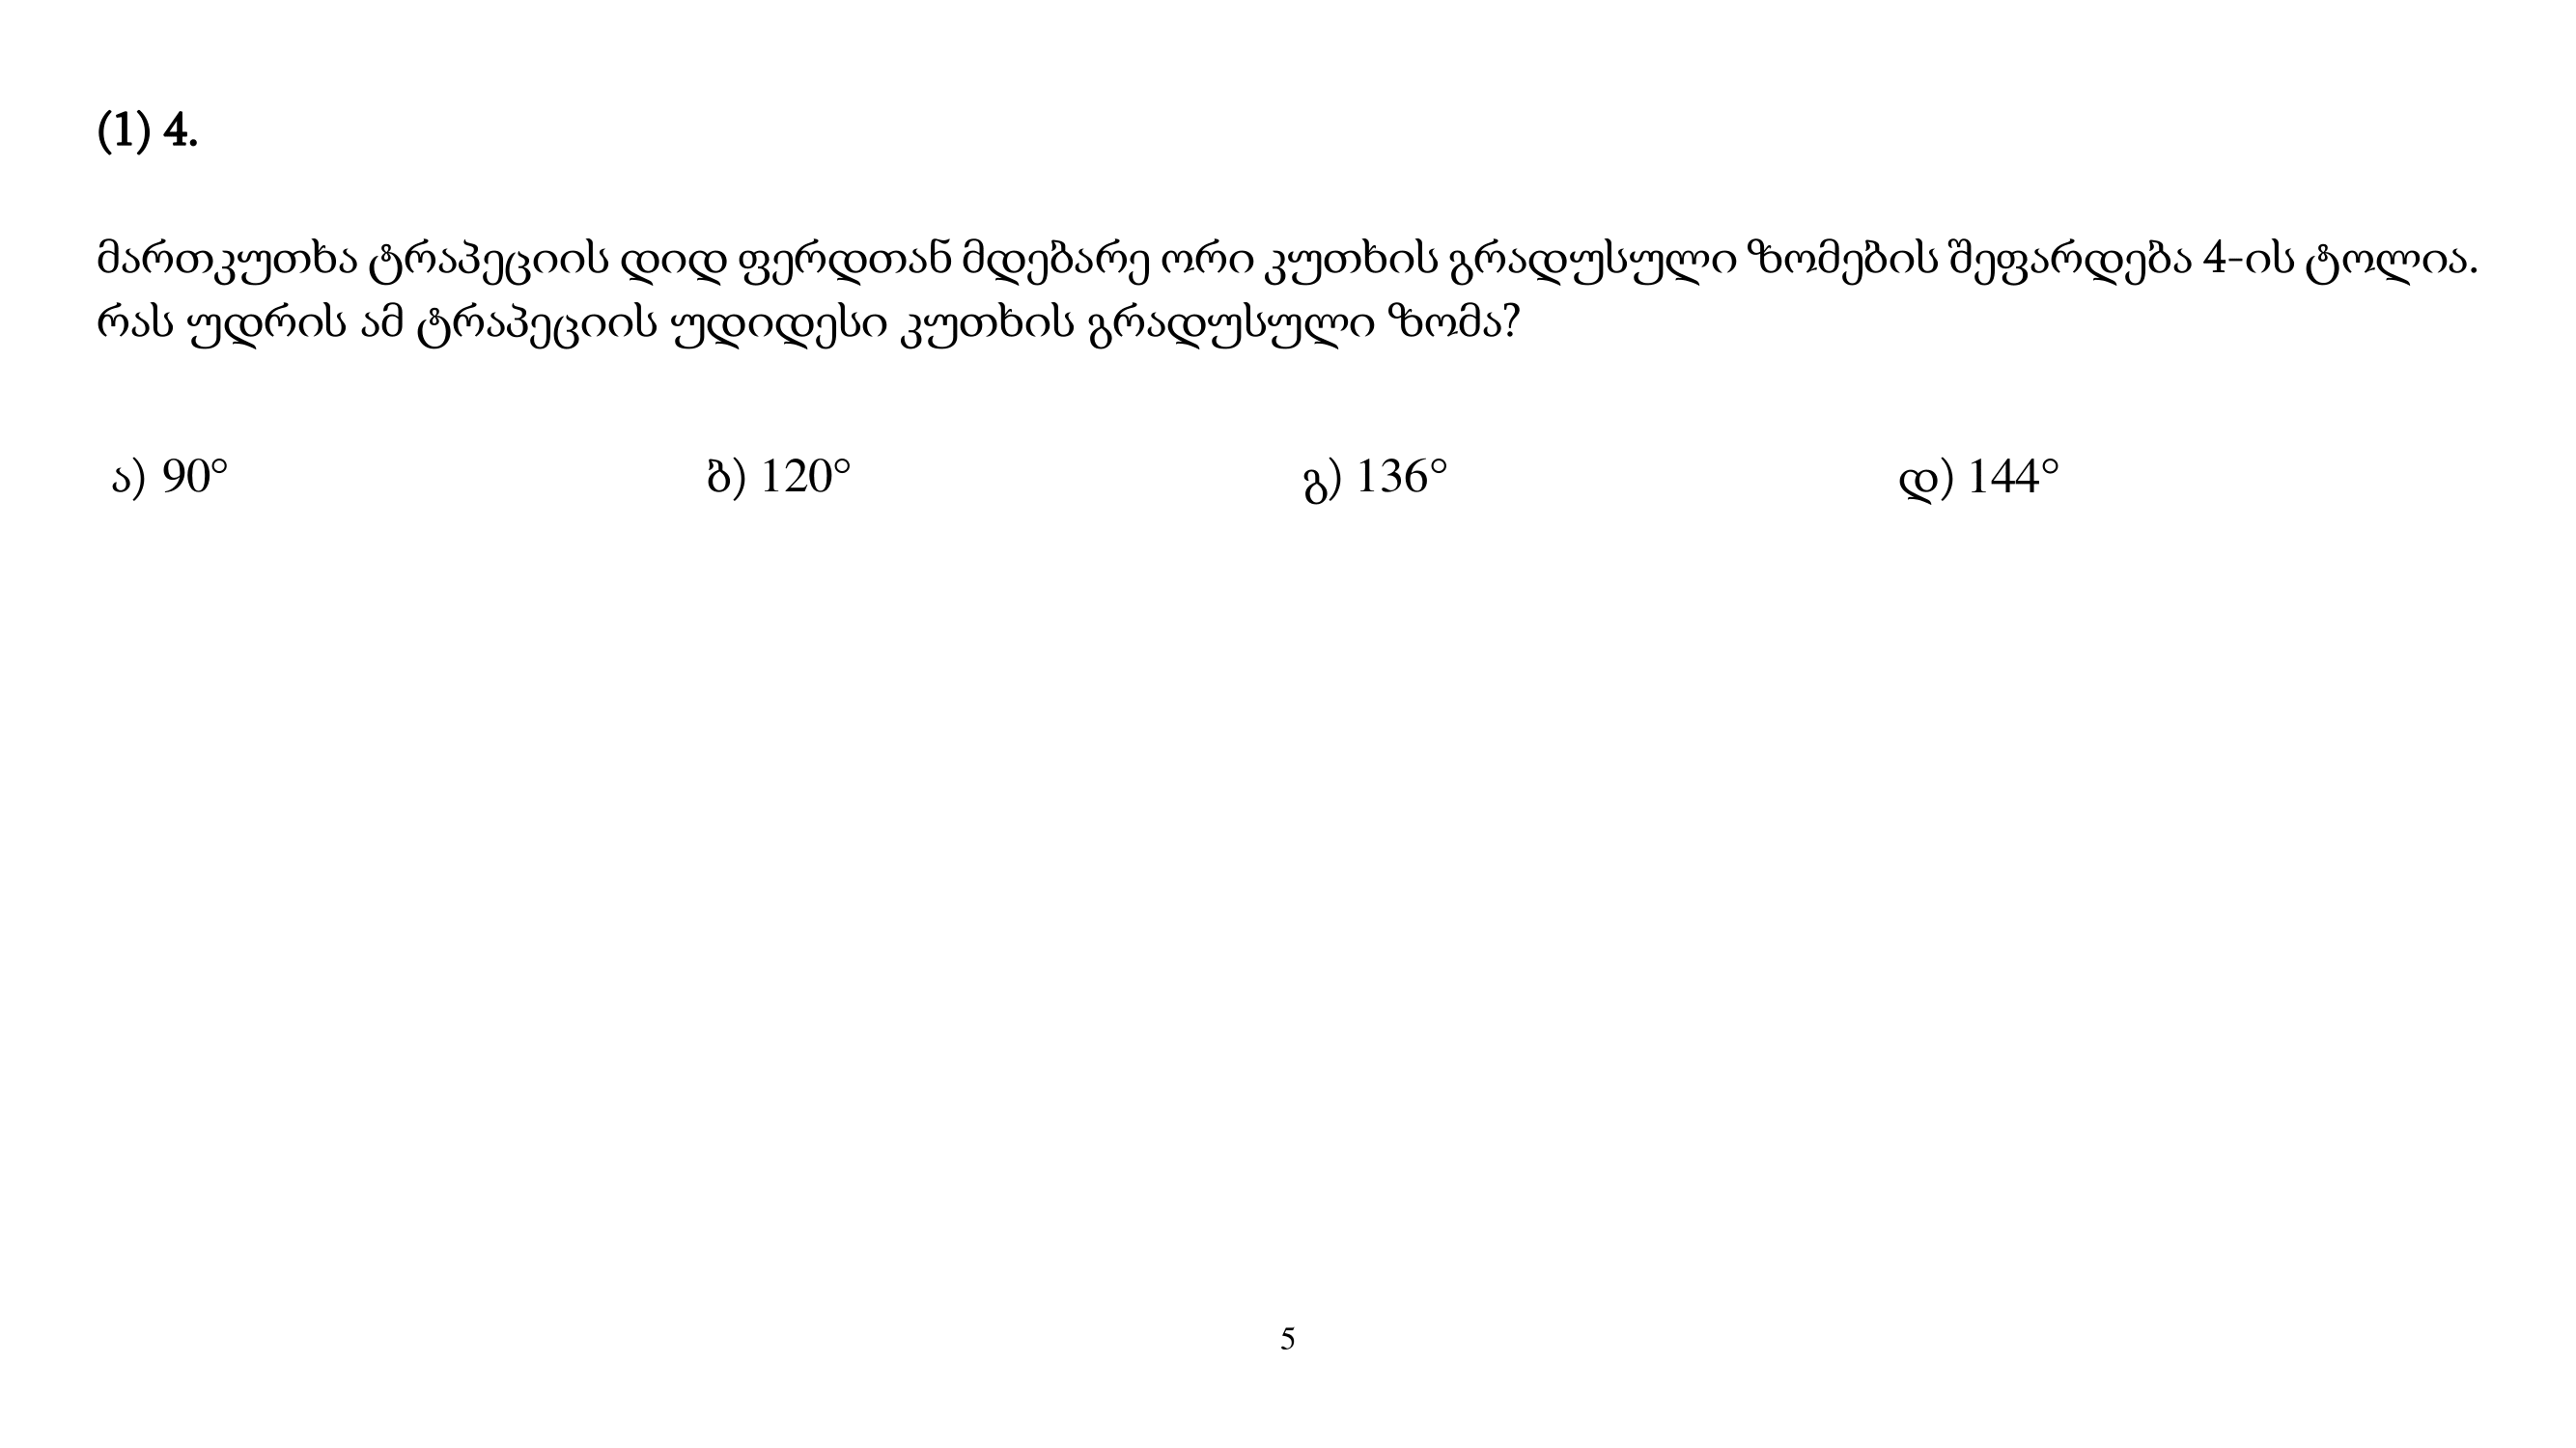 (1) 4.
მართკუთხა ტრაპეციის დიდ ფერდთან მდებარე ორი კუთხის გრადუსული ზომების შეფარდება 4-ის ტოლია.
რას უდრის ამ ტრაპეციის უდიდესი კუთხის გრადუსული ზომა?
ა) 90° ბ) 120° გ) 136° დ) 144°
5